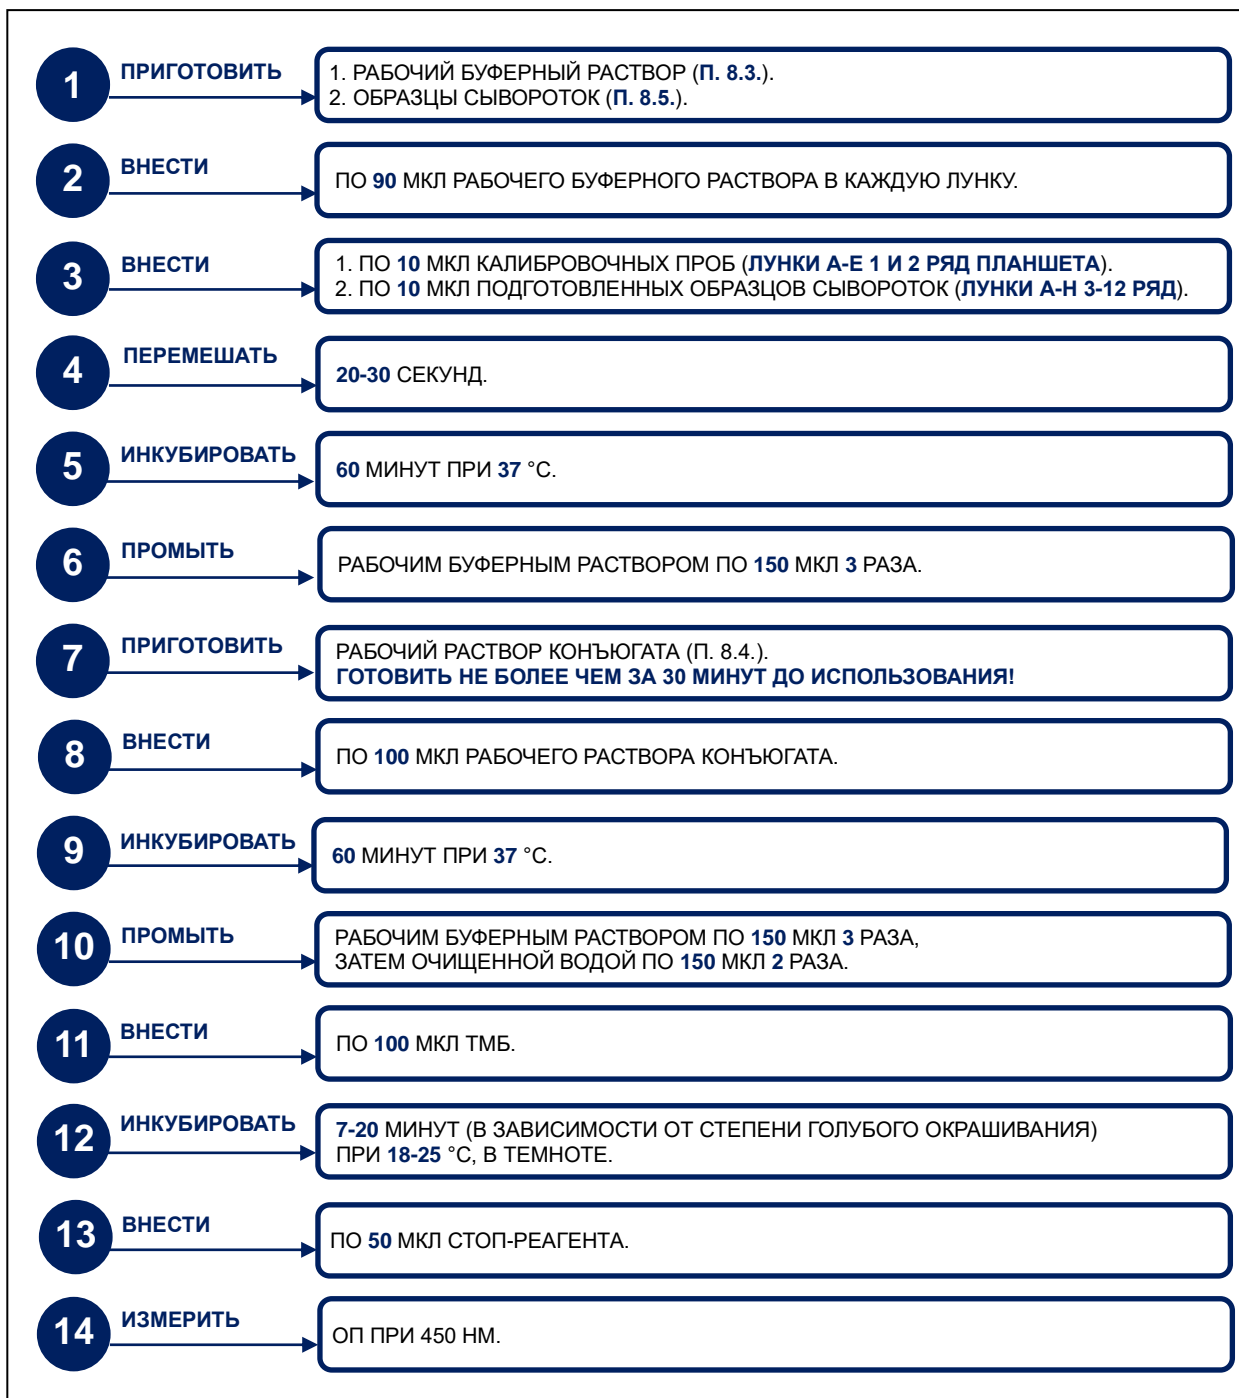 1
ПРИГОТОВИТЬ
1. РАБОЧИЙ БУФЕРНЫЙ РАСТВОР (П. 8.3.).
2. ОБРАЗЦЫ СЫВОРОТОК (П. 8.5.).
2
ВНЕСТИ
ПО 90 МКЛ РАБОЧЕГО БУФЕРНОГО РАСТВОРА В КАЖДУЮ ЛУНКУ.
3
ВНЕСТИ
1. ПО 10 МКЛ КАЛИБРОВОЧНЫХ ПРОБ (ЛУНКИ А-Е 1 И 2 РЯД ПЛАНШЕТА).
2. ПО 10 МКЛ ПОДГОТОВЛЕННЫХ ОБРАЗЦОВ СЫВОРОТОК (ЛУНКИ А-Н 3-12 РЯД).
4
ПЕРЕМЕШАТЬ
20-30 СЕКУНД.
5
ИНКУБИРОВАТЬ
60 МИНУТ ПРИ 37 °С.
6
ПРОМЫТЬ
РАБОЧИМ БУФЕРНЫМ РАСТВОРОМ ПО 150 МКЛ 3 РАЗА.
7
ПРИГОТОВИТЬ
РАБОЧИЙ РАСТВОР КОНЪЮГАТА (П. 8.4.).
ГОТОВИТЬ НЕ БОЛЕЕ ЧЕМ ЗА 30 МИНУТ ДО ИСПОЛЬЗОВАНИЯ!
8
ВНЕСТИ
ПО 100 МКЛ РАБОЧЕГО РАСТВОРА КОНЪЮГАТА.
9
ИНКУБИРОВАТЬ
60 МИНУТ ПРИ 37 °С.
10
ПРОМЫТЬ
РАБОЧИМ БУФЕРНЫМ РАСТВОРОМ ПО 150 МКЛ 3 РАЗА,
ЗАТЕМ ОЧИЩЕННОЙ ВОДОЙ ПО 150 МКЛ 2 РАЗА.
11
ВНЕСТИ
ПО 100 МКЛ ТМБ.
12
ИНКУБИРОВАТЬ
7-20 МИНУТ (В ЗАВИСИМОСТИ ОТ СТЕПЕНИ ГОЛУБОГО ОКРАШИВАНИЯ)
ПРИ 18-25 °С, В ТЕМНОТЕ.
13
ВНЕСТИ
ПО 50 МКЛ СТОП-РЕАГЕНТА.
14
ИЗМЕРИТЬ
ОП ПРИ 450 НМ.